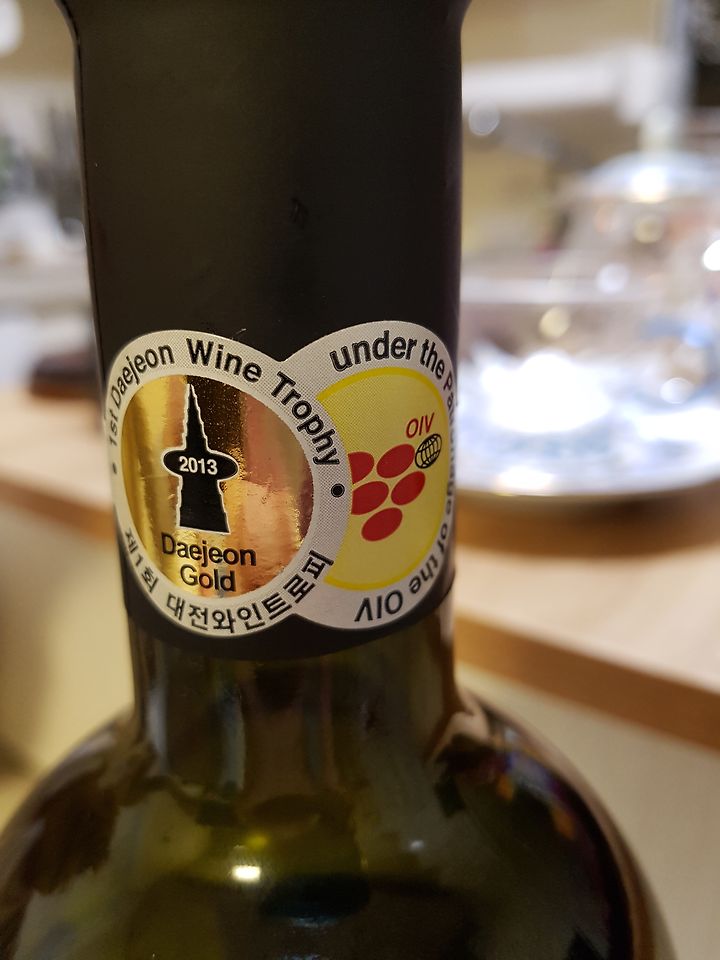 1st Daejeon Wine Trophy
2013
Daejeon
Gold
제1회 대전와인트로피
under the Patronage of the OIV
OIV